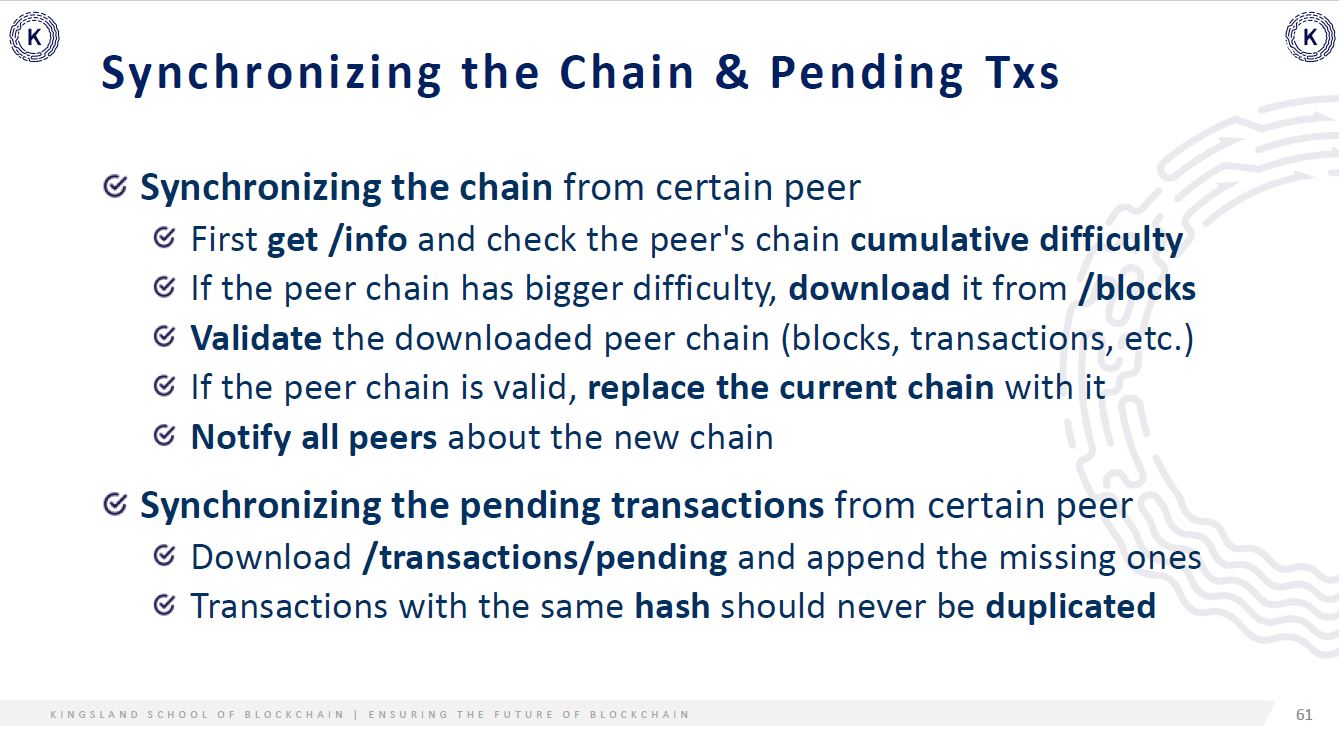 K
K
Synchronizing the Chain & Pending Txs
Synchronizing the chain from certain peer
First get /info and check the peer's chain cumulative difficulty
If the peer chain has bigger difficulty, download it from /blocks
Validate the downloaded peer chain (blocks, transactions, etc.)
If the peer chain is valid, replace the current chain with it
Notify all peers about the new chain
Synchronizing the pending transactions from certain peer
Download /transactions/pending and append the missing ones
Transactions with the same hash should never be duplicated
KINGSLAND SCHOOL OF BLOCKCHAIN | ENSURING THE FUTURE OF BLOCKCHAIN
61